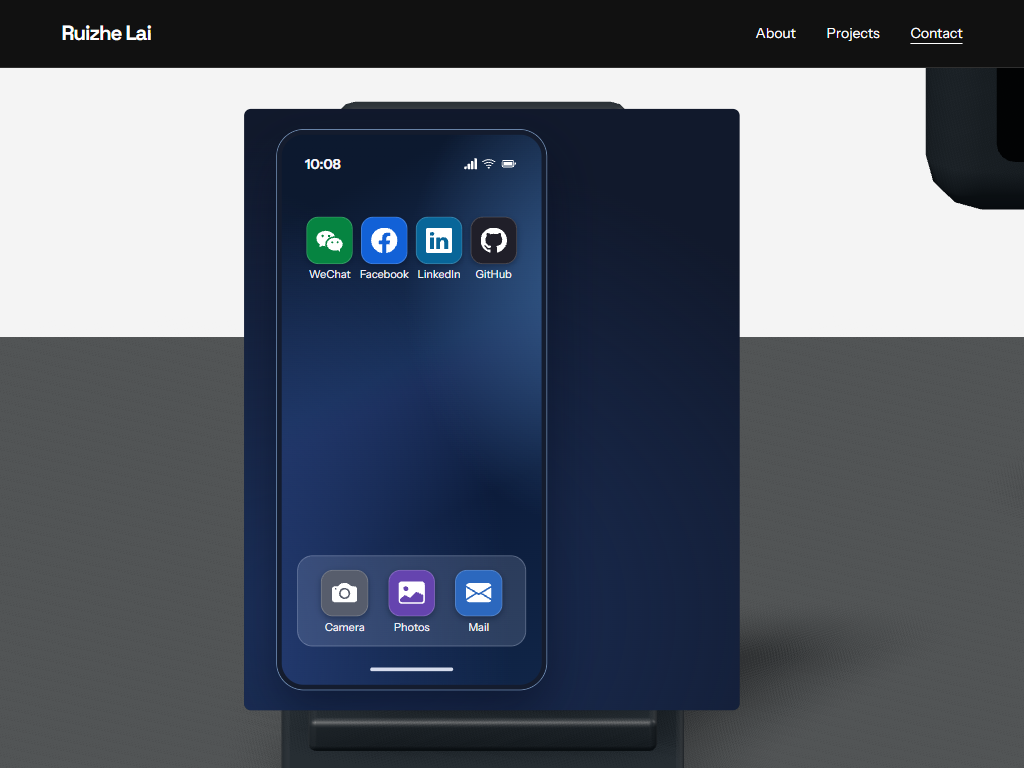 Ruizhe Lai
About Projects Contact
10:08
WeChat Facebook LinkedIn GitHub
Camera Photos Mail